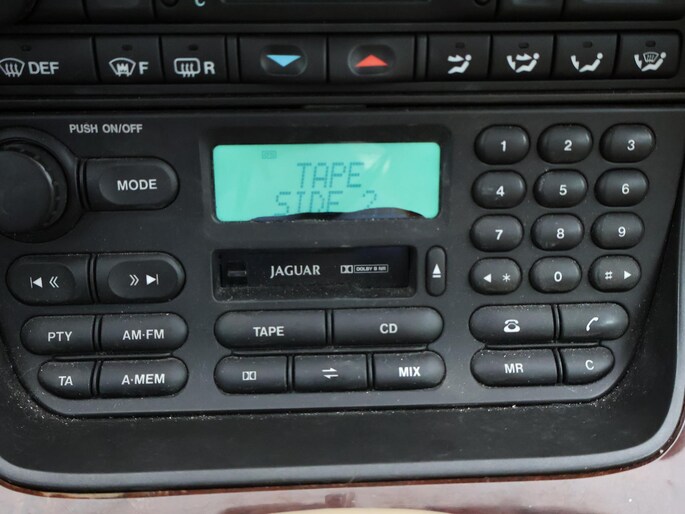 DEF
F
R
PUSH ON/OFF
MODE
TAPE
SIDE 2
1 2 3
4 5 6
7 8 9
* 0 #
JAGUAR DOLBY B NR
PTY AM·FM
TAPE CD
TA A·MEM
MIX
MR C